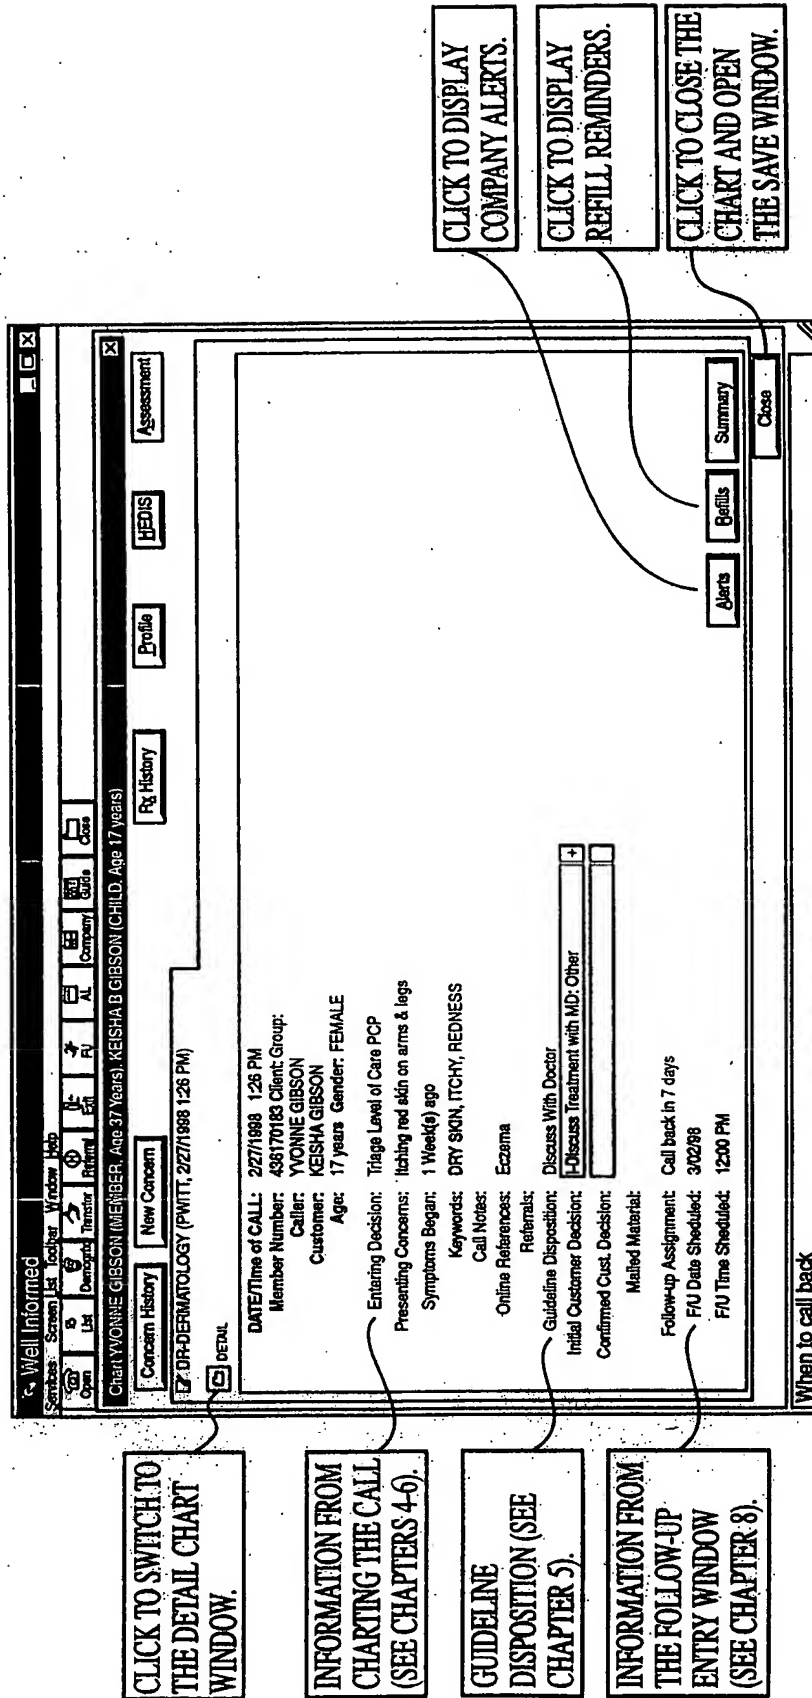 Well Informed
Services Screen List Toolbar Window Help
Open List Demogrphc Transfer Referral Exit FU AL Company Guide Close
Chart YVONNE GIBSON (MEMBER, Age 37 Years). KEISHA B GIBSON (CHILD, Age 17 years)
Concern History New Concern Rx History Profile HEDIS Assessment
DR-DERMATOLOGY (PWITT, 2/27/1998 1:26 PM)
DETAIL
DATE/Time of CALL: 2/27/1998 1:26 PM
Member Number: 436170183 Client: Group:
Caller: YVONNE GIBSON
Customer: KEISHA GIBSON
Age: 17 years Gender: FEMALE
Entering Decision: Triage Level of Care PCP
Presenting Concerns: Itching red skin on arms & legs
Symptoms Began: 1 Week(s) ago
Keywords: DRY SKIN, ITCHY, REDNESS
Call Notes:
Online References: Eczema
Referrals:
Guideline Disposition: Discuss With Doctor
Initial Customer Decision: I-Discuss Treatment with MD: Other +
Confirmed Cust. Decision:
Mailed Material:
Follow-up Assignment: Call back in 7 days
F/U Date Sheduled: 3/02/98
F/U Time Sheduled: 12:00 PM
Alerts Refills Summary
Close
When to call back
CLICK TO SWITCH TO
THE DETAIL CHART
WINDOW.
INFORMATION FROM
CHARTING THE CALL
(SEE CHAPTERS 4-6).
GUIDELINE
DISPOSITION (SEE
CHAPTER 5).
INFORMATION FROM
THE FOLLOW-UP
ENTRY WINDOW
(SEE CHAPTER 8).
CLICK TO DISPLAY
COMPANY ALERTS.
CLICK TO DISPLAY
REFILL REMINDERS.
CLICK TO CLOSE THE
CHART AND OPEN
THE SAVE WINDOW.